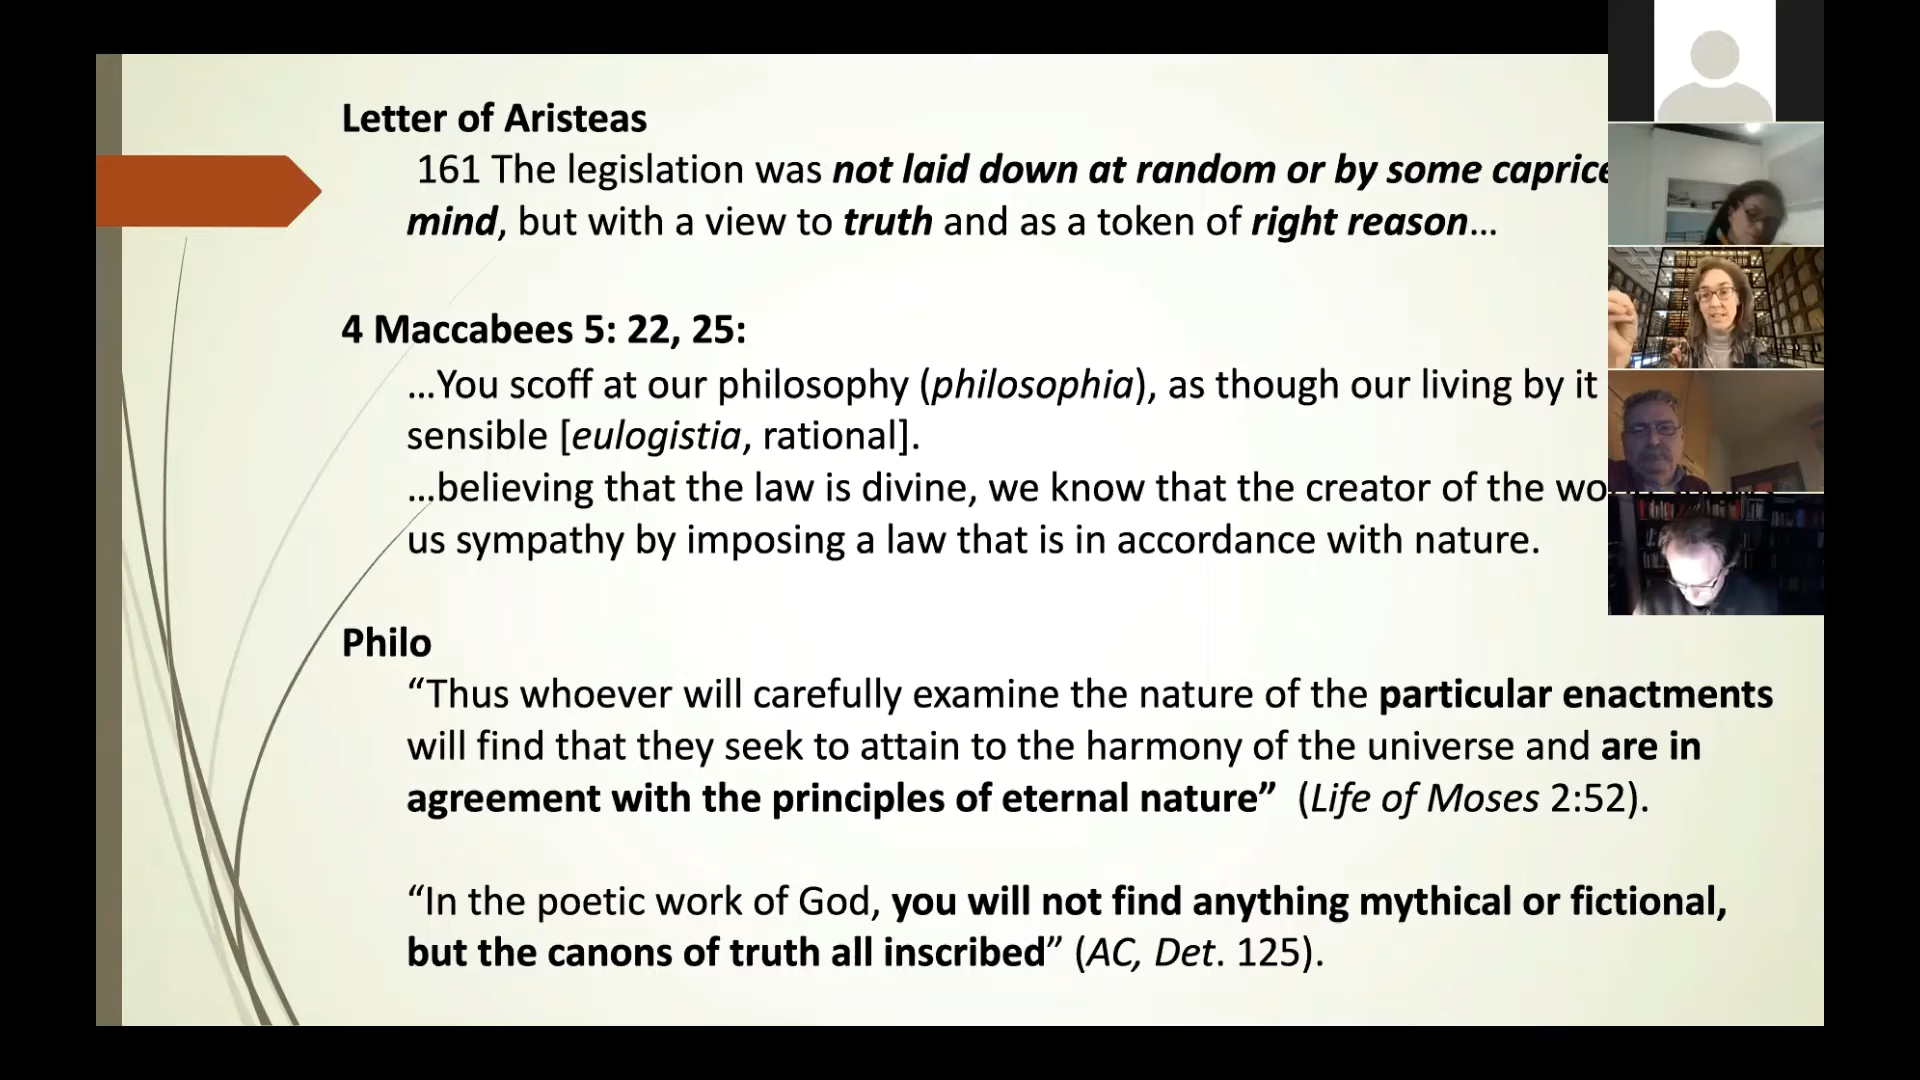 Letter of Aristeas
161 The legislation was not laid down at random or by some caprice
mind, but with a view to truth and as a token of right reason…
4 Maccabees 5: 22, 25:
…You scoff at our philosophy (philosophia), as though our living by it
sensible [eulogistia, rational].
…believing that the law is divine, we know that the creator of the
us sympathy by imposing a law that is in accordance with nature.
Philo
“Thus whoever will carefully examine the nature of the particular enactments
will find that they seek to attain to the harmony of the universe and are in
agreement with the principles of eternal nature” (Life of Moses 2:52).
“In the poetic work of God, you will not find anything mythical or fictional,
but the canons of truth all inscribed” (AC, Det. 125).